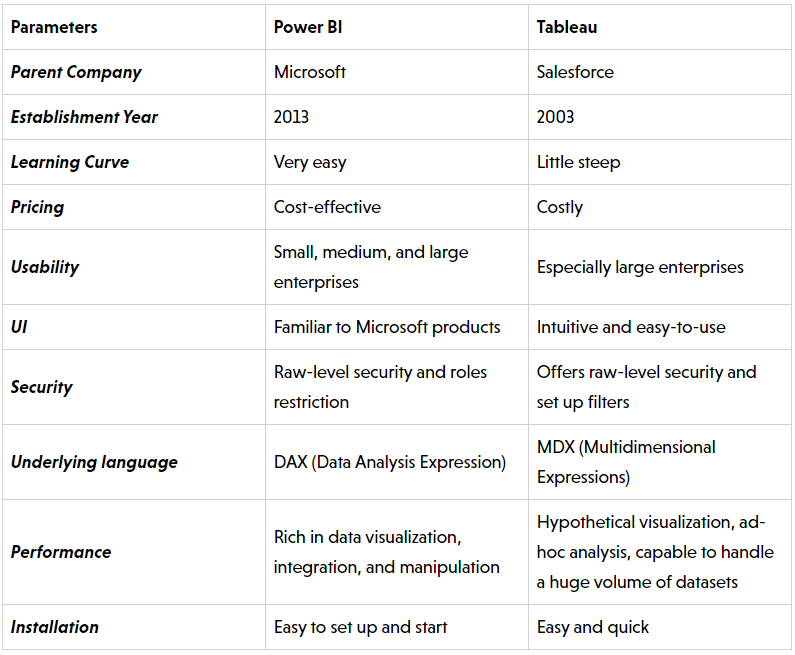 Parameters Power BI Tableau
Parent Company Microsoft Salesforce
Establishment Year 2013 2003
Learning Curve Very easy Little steep
Pricing Cost-effective Costly
Usability
Small, medium, and large
enterprises
Especially large enterprises
UI Familiar to Microsoft products Intuitive and easy-to-use
Security
Raw-level security and roles
restriction
Offers raw-level security and
set up filters
Underlying language
DAX (Data Analysis Expression)
MDX (Multidimensional
Expressions)
Performance
Rich in data visualization,
integration, and manipulation
Hypothetical visualization, ad-
hoc analysis, capable to handle
a huge volume of datasets
Installation Easy to set up and start Easy and quick